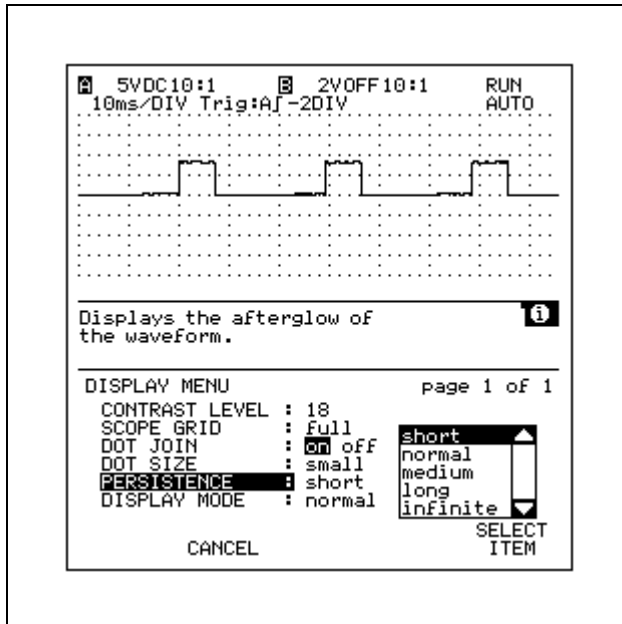 A 5VDC10:1 B 2VOFF10:1 RUN
10ms/DIV Trig:A∫-2DIV AUTO
Displays the afterglow of
the waveform.
i
DISPLAY MENU page 1 of 1
CONTRAST LEVEL : 18
SCOPE GRID : full
DOT JOIN : on off
DOT SIZE : small
PERSISTENCE : short
DISPLAY MODE : normal
short
normal
medium
long
infinite
CANCEL
SELECT
ITEM